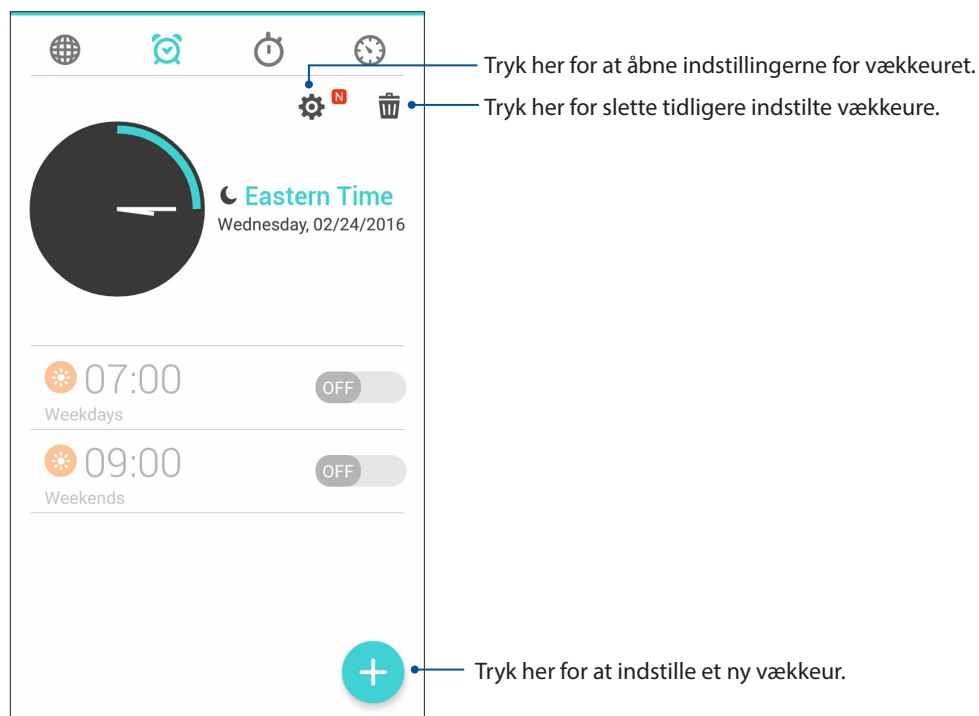 Tryk her for at åbne indstillingerne for vækkeuret.
N
Tryk her for slette tidligere indstilte vækkeure.
Eastern Time
Wednesday, 02/24/2016
07:00
OFF
Weekdays
09:00
OFF
Weekends
Tryk her for at indstille et ny vækkeur.